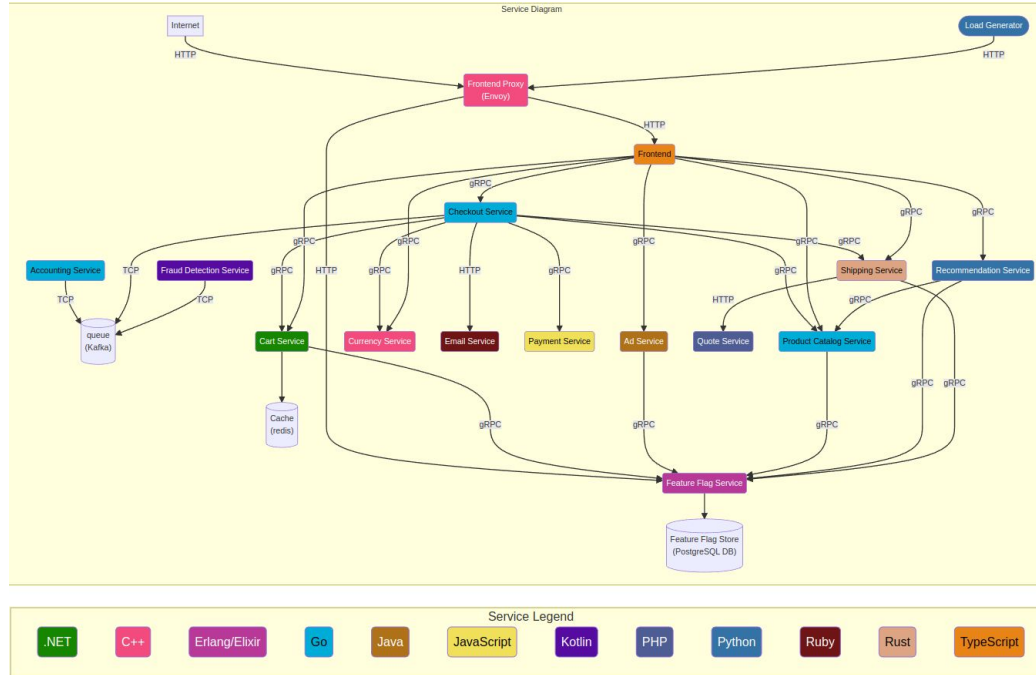 Service Diagram
Internet
Load Generator
HTTP
HTTP
Frontend Proxy
(Envoy)
HTTP
Frontend
gRPC
Checkout Service
gRPC
gRPC
gRPC
gRPC
gRPC
gRPC
TCP
Accounting Service
Fraud Detection Service
Shipping Service
Recommendation Service
gRPC
gRPC
HTTP
gRPC
HTTP
gRPC
gRPC
TCP
TCP
HTTP
gRPC
queue
(Kafka)
Cart Service
Currency Service
Email Service
Payment Service
Ad Service
Quote Service
Product Catalog Service
gRPC
gRPC
Cache
(redis)
gRPC
gRPC
gRPC
Feature Flag Service
Feature Flag Store
(PostgreSQL DB)
Service Legend
.NET
C++
Erlang/Elixir
Go
Java
JavaScript
Kotlin
PHP
Python
Ruby
Rust
TypeScript